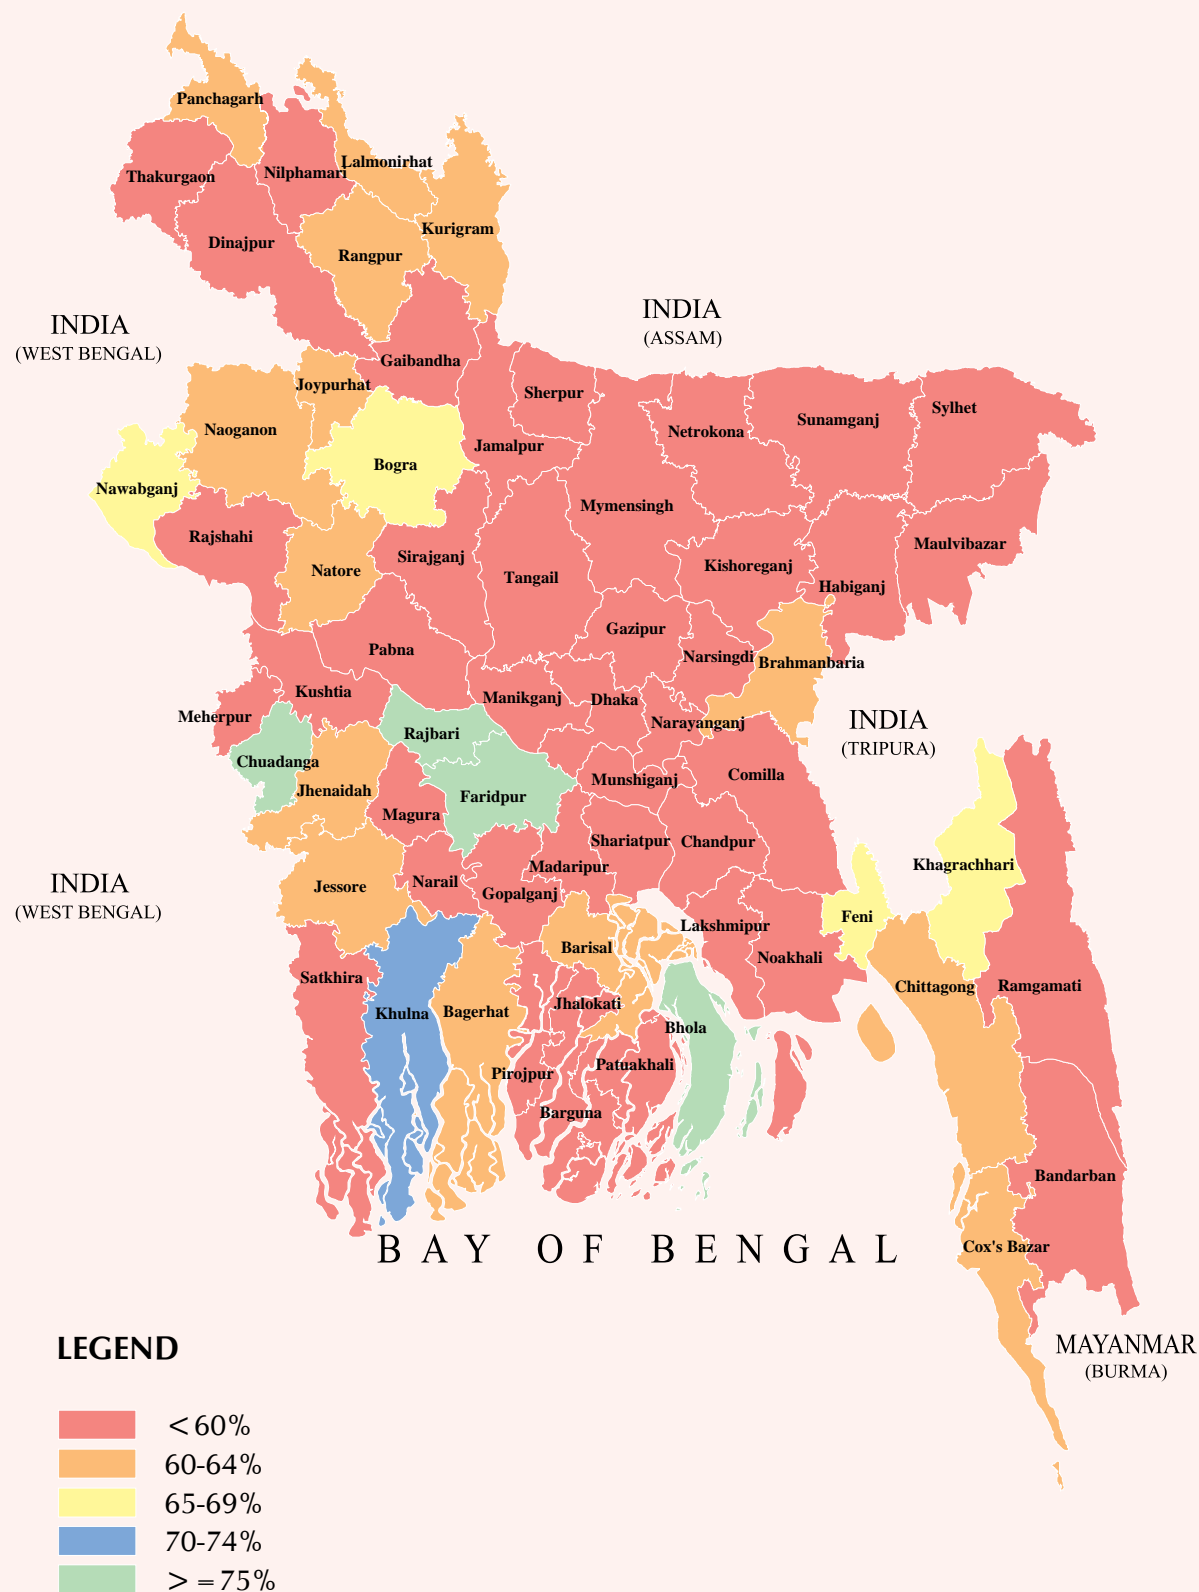 Panchagarh
Lalmonirhat
Nilphamari
Thakurgaon
Kurigram
Dinajpur
Rangpur
INDIA
(ASSAM)
INDIA
(WEST BENGAL)
Gaibandha
Joypurhat
Sherpur
Sylhet
Sunamganj
Naoganon
Netrokona
Jamalpur
Bogra
Nawabganj
Mymensingh
Rajshahi
Maulvibazar
Sirajganj
Kishoreganj
Natore
Tangail
Habiganj
Gazipur
Pabna
Narsingdi
Brahmanbaria
Kushtia
Manikganj
Dhaka
Meherpur
Narayanganj
INDIA
(TRIPURA)
Rajbari
Chuadanga
Comilla
Munshiganj
Jhenaidah
Faridpur
Magura
Shariatpur
Chandpur
Khagrachhari
Madaripur
INDIA
(WEST BENGAL)
Jessore
Narail
Gopalganj
Feni
Lakshmipur
Barisal
Noakhali
Satkhira
Chittagong
Ramgamati
Jhalokati
Khulna
Bagerhat
Bhola
Patuakhali
Pirojpur
Barguna
Bandarban
Cox's Bazar
BAY OF BENGAL
MAYANMAR
(BURMA)
LEGEND
<60%
60-64%
65-69%
70-74%
>=75%